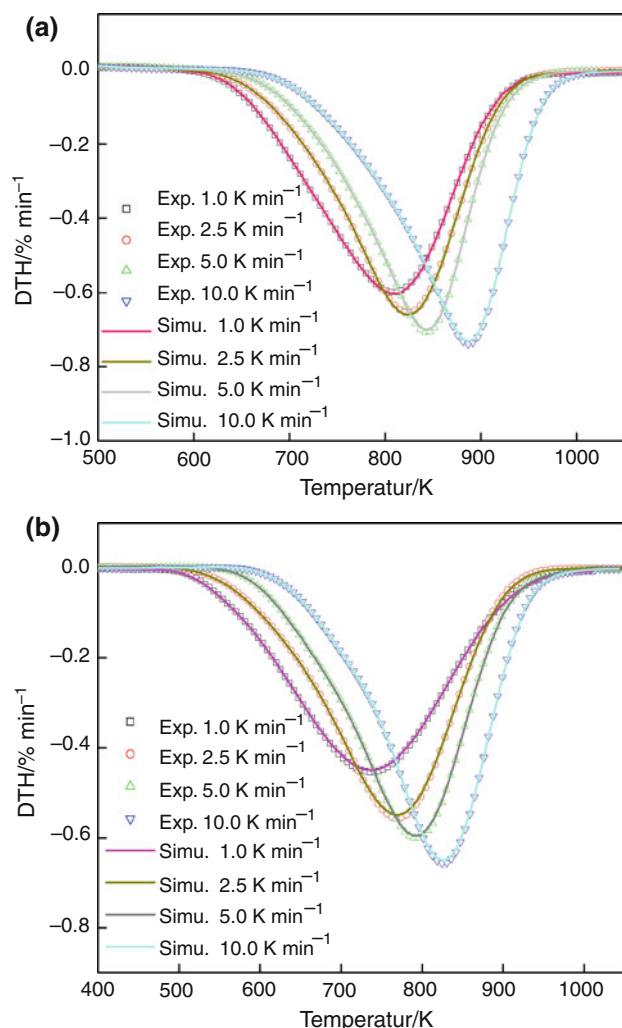 (a)
0.0
−0.2
−0.4
−0.6
−0.8
−1.0
DTH/% min−1
Exp. 1.0 K min−1
Exp. 2.5 K min−1
Exp. 5.0 K min−1
Exp. 10.0 K min−1
Simu. 1.0 K min−1
Simu. 2.5 K min−1
Simu. 5.0 K min−1
Simu. 10.0 K min−1
500 600 700 800 900 1000
Temperatur/K
(b)
0.0
−0.2
−0.4
−0.6
−0.8
DTH/% min−1
Exp. 1.0 K min−1
Exp. 2.5 K min−1
Exp. 5.0 K min−1
Exp. 10.0 K min−1
Simu. 1.0 K min−1
Simu. 2.5 K min−1
Simu. 5.0 K min−1
Simu. 10.0 K min−1
400 500 600 700 800 900 1000
Temperatur/K